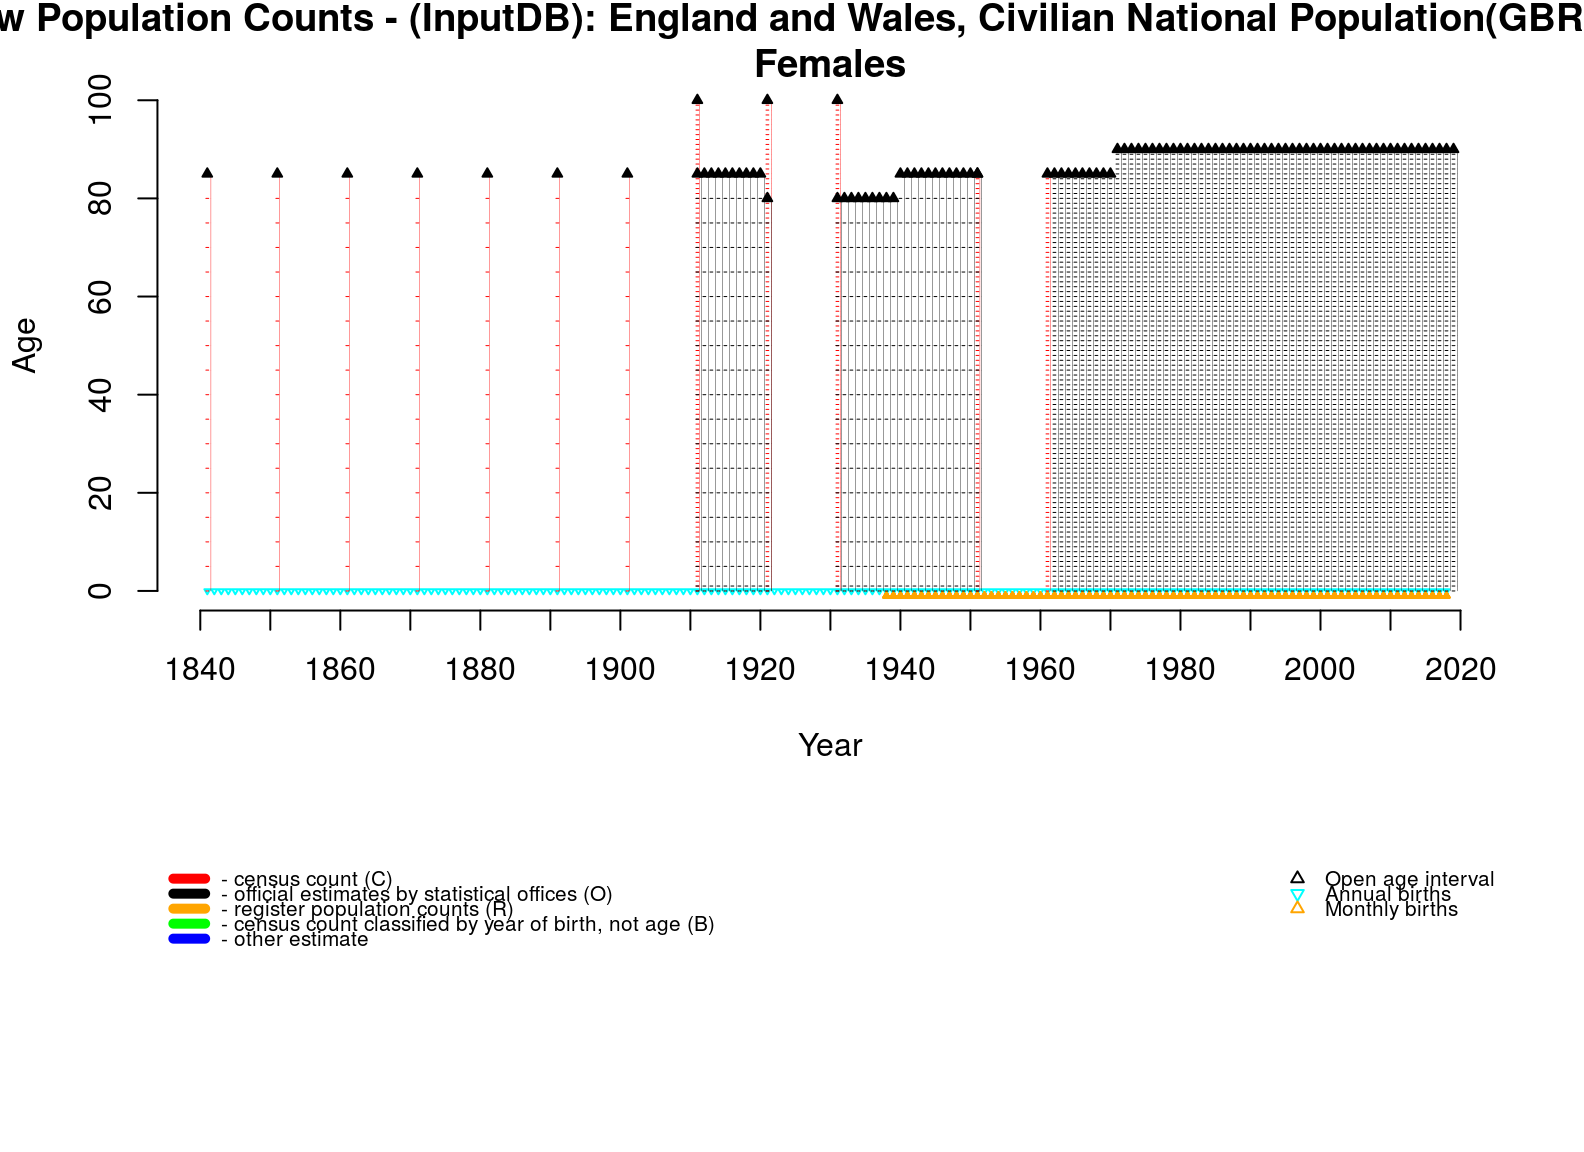 w Population Counts - (InputDB): England and Wales, Civilian National Population(GBR
Females
100
80
60
40
20
0
Age
1840 1860 1880 1900 1920 1940 1960 1980 2000 2020
Year
- census count (C)
- official estimates by statistical offices (O)
- register population counts (R)
- census count classified by year of birth, not age (B)
- other estimate
Open age interval
Annual births
Monthly births